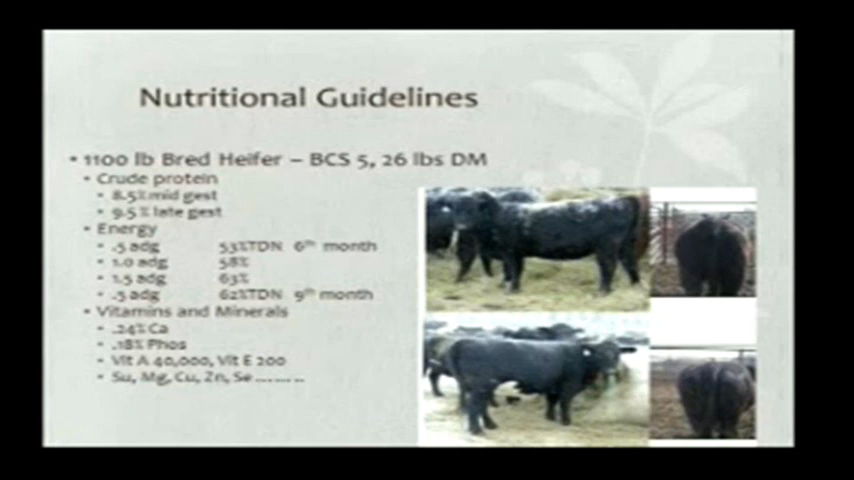 Nutritional Guidelines
1100 lb Bred Heifer – BCS 5, 26 lbs DM
Crude protein
8.5% mid gest
9.5 % late gest
Energy
.5 adg 53%TDN 6th month
1.0 adg 58%
1.5 adg 63%
.5 adg 62%TDN 9th month
Vitamins and Minerals
.24% Ca
.18% Phos
Vit A 40,000, Vit E 200
Su, Mg, Cu, Zn, Se ........